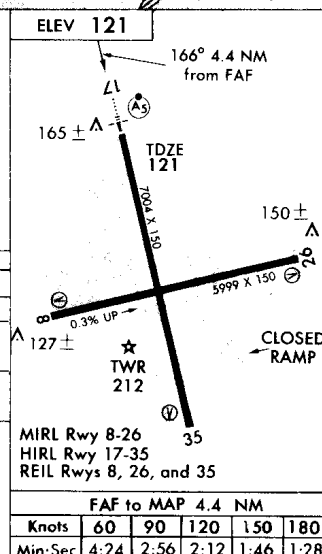 ELEV 121
166° 4.4 NM
from FAF
17
A5
165 ±
TDZE
121
7004 X 150
150 ±
26
5999 X 150
8
0.3% UP
127 ±
TWR
212
CLOSED
RAMP
35
MIRL Rwy 8-26
HIRL Rwy 17-35
REIL Rwys 8, 26, and 35
FAF to MAP 4.4 NM
Knots 60 90 120 150 180
Min:Sec 4:24 2:56 2:12 1:46 1:28